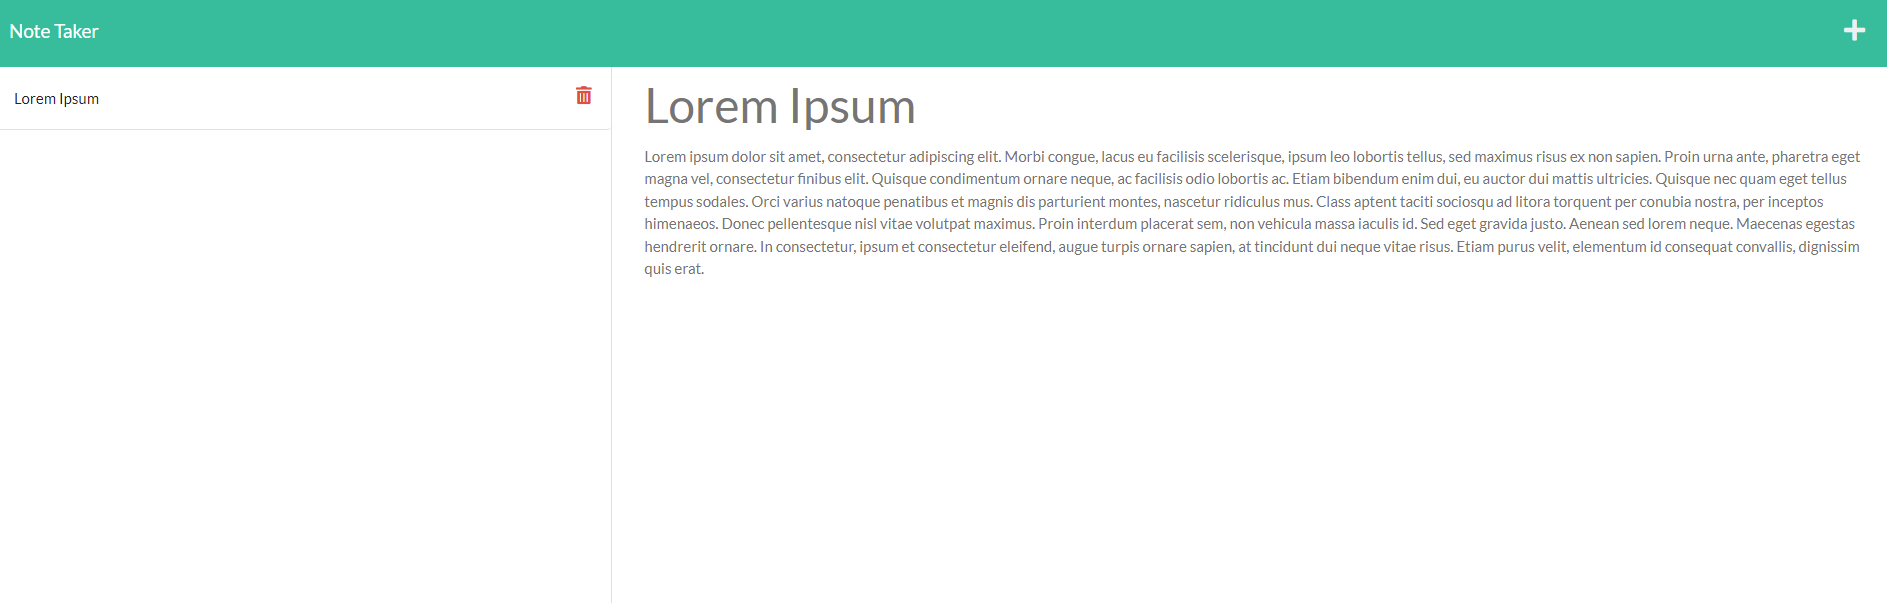 Note Taker
Lorem Ipsum
Lorem Ipsum
Lorem ipsum dolor sit amet, consectetur adipiscing elit. Morbi congue, lacus eu facilisis scelerisque, ipsum leo lobortis tellus, sed maximus risus ex non sapien. Proin urna ante, pharetra eget
magna vel, consectetur finibus elit. Quisque condimentum ornare neque, ac facilisis odio lobortis ac. Etiam bibendum enim dui, eu auctor dui mattis ultricies. Quisque nec quam eget tellus
tempus sodales. Orci varius natoque penatibus et magnis dis parturient montes, nascetur ridiculus mus. Class aptent taciti sociosqu ad litora torquent per conubia nostra, per inceptos
himenaeos. Donec pellentesque nisl vitae volutpat maximus. Proin interdum placerat sem, non vehicula massa iaculis id. Sed eget gravida justo. Aenean sed lorem neque. Maecenas egestas
hendrerit ornare. In consectetur, ipsum et consectetur eleifend, augue turpis ornare sapien, at tincidunt dui neque vitae risus. Etiam purus velit, elementum id consequat convallis, dignissim
quis erat.